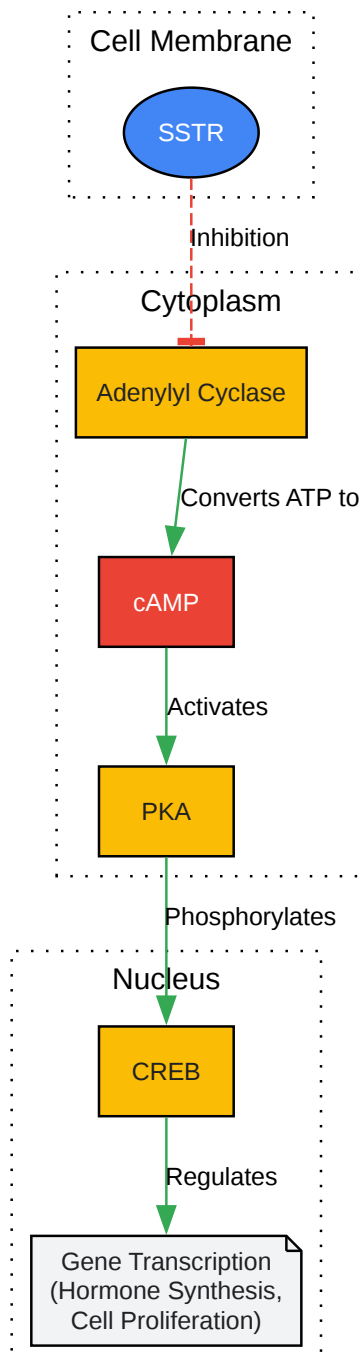 Cell Membrane
SSTR
Inhibition
Cytoplasm
Adenylyl Cyclase
Converts ATP to
cAMP
Activates
PKA
Phosphorylates
Nucleus
CREB
Regulates
Gene Transcription
(Hormone Synthesis,
Cell Proliferation)